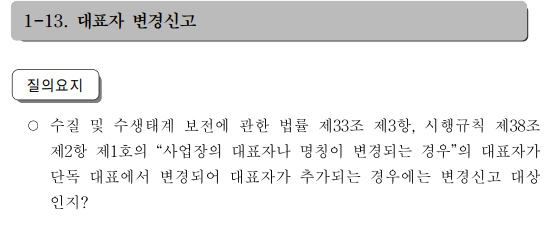 1-13. 대표자 변경신고
질의요지
○ 수질 및 수생태계 보전에 관한 법률 제33조 제3항, 시행규칙 제38조
제2항 제1호의 “사업장의 대표자나 명칭이 변경되는 경우”의 대표자가
단독 대표에서 변경되어 대표자가 추가되는 경우에는 변경신고 대상
인지?